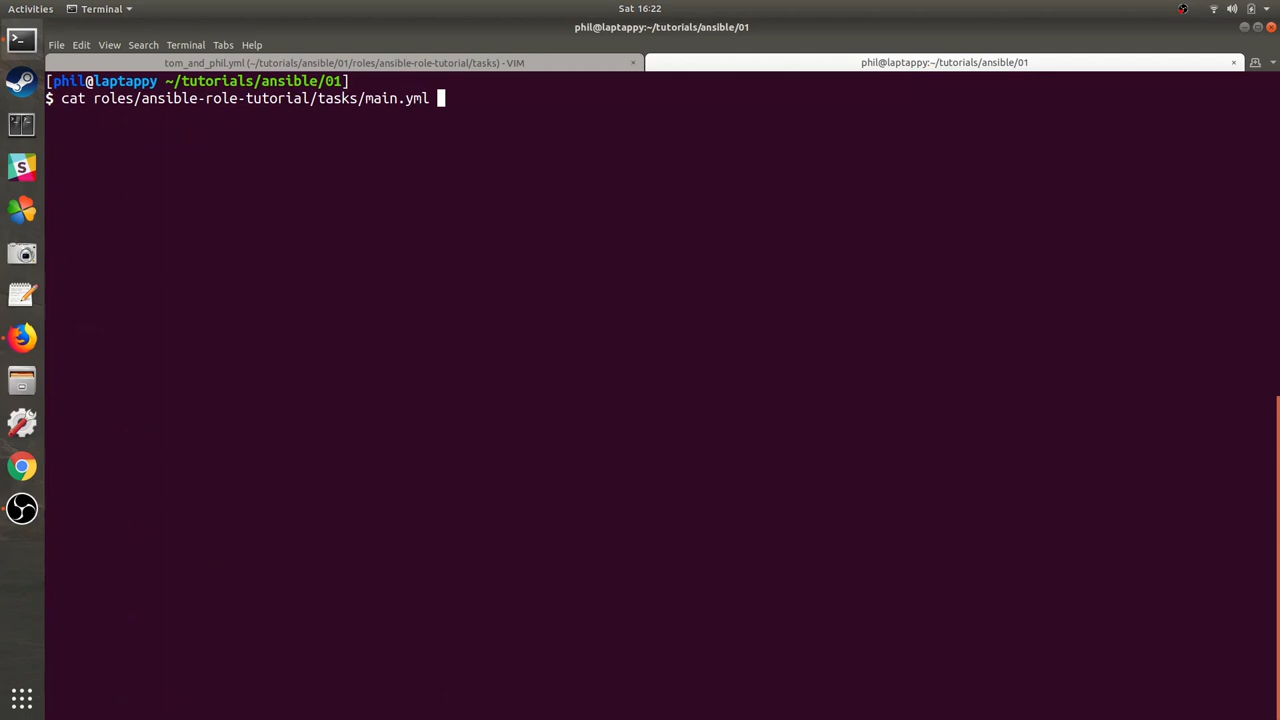 Activities
Terminal
Sat 16:22
phil@laptappy:~/tutorials/ansible/01
File Edit View Search Terminal Tabs Help
tom_and_phil.yml (~/tutorials/ansible/01/roles/ansible-role-tutorial/tasks) - VIM
phil@laptappy:~/tutorials/ansible/01
[phil@laptappy ~/tutorials/ansible/01]
$ cat roles/ansible-role-tutorial/tasks/main.yml